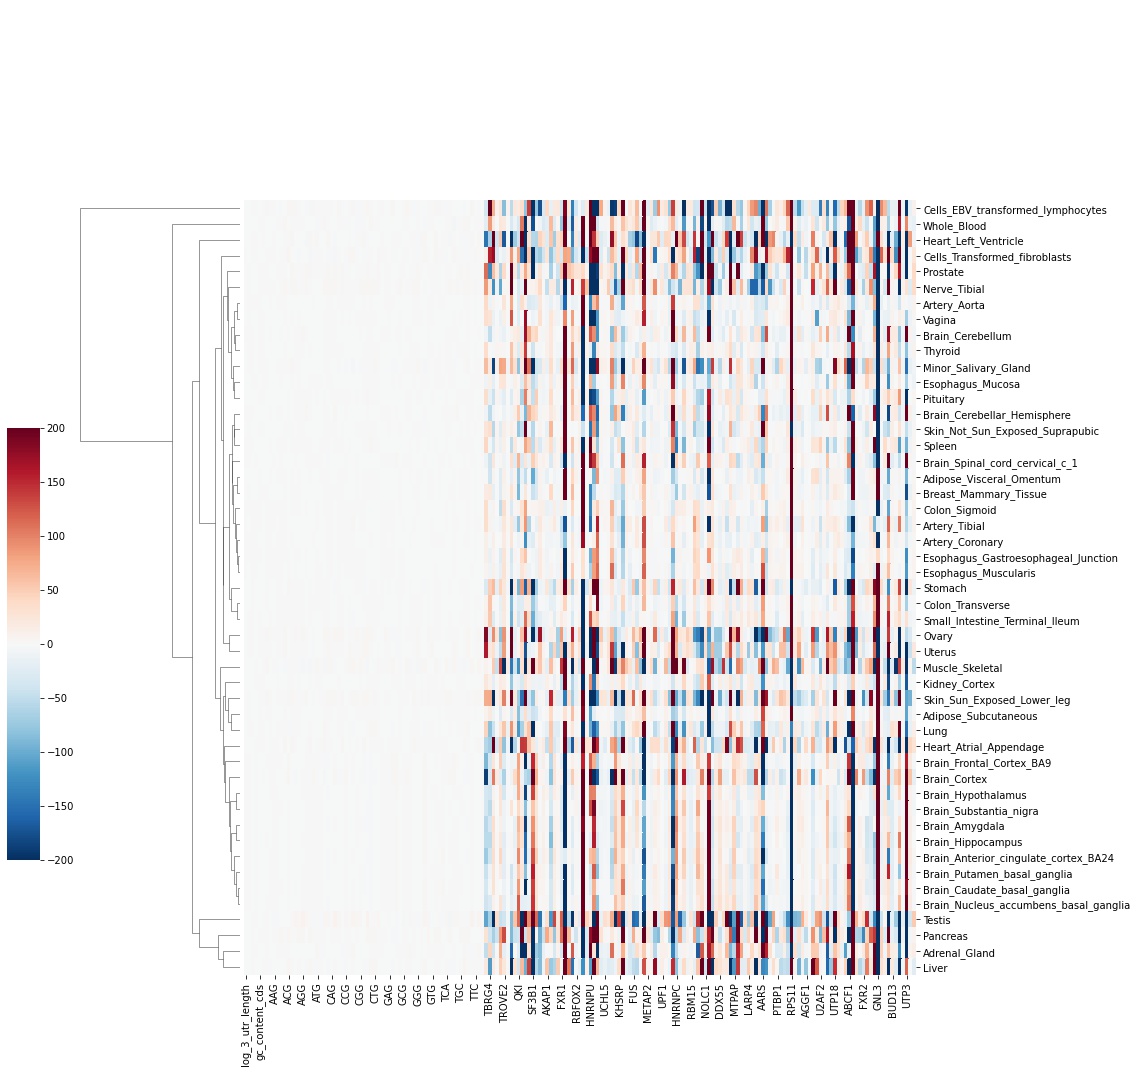 Cells_EBV_transformed_lymphocytes
Whole_Blood
Heart_Left_Ventricle
Cells_Transformed_fibroblasts
Prostate
Nerve_Tibial
Artery_Aorta
Vagina
Brain_Cerebellum
Thyroid
Minor_Salivary_Gland
Esophagus_Mucosa
Pituitary
Brain_Cerebellar_Hemisphere
Skin_Not_Sun_Exposed_Suprapubic
Spleen
Brain_Spinal_cord_cervical_c_1
Adipose_Visceral_Omentum
Breast_Mammary_Tissue
Colon_Sigmoid
Artery_Tibial
Artery_Coronary
Esophagus_Gastroesophageal_Junction
Esophagus_Muscularis
Stomach
Colon_Transverse
Small_Intestine_Terminal_Ileum
Ovary
Uterus
Muscle_Skeletal
Kidney_Cortex
Skin_Sun_Exposed_Lower_leg
Adipose_Subcutaneous
Lung
Heart_Atrial_Appendage
Brain_Frontal_Cortex_BA9
Brain_Cortex
Brain_Hypothalamus
Brain_Substantia_nigra
Brain_Amygdala
Brain_Hippocampus
Brain_Anterior_cingulate_cortex_BA24
Brain_Putamen_basal_ganglia
Brain_Caudate_basal_ganglia
Brain_Nucleus_accumbens_basal_ganglia
Testis
Pancreas
Adrenal_Gland
Liver
200
150
100
50
0
−50
−100
−150
−200
log_3_utr_length
gc_content_cds
AAG
ACG
AGG
ATG
CAG
CCG
CGG
CTG
GAG
GCG
GGG
GTG
TCA
TGC
TTC
TBRG4
TROVE2
QKI
SF3B1
AKAP1
FXR1
RBFOX2
HNRNPU
UCHL5
KHSRP
FUS
METAP2
UPF1
HNRNPC
RBM15
NOLC1
DDX55
MTPAP
LARP4
AARS
PTBP1
RPS11
AGGF1
U2AF2
UTP18
ABCF1
FXR2
GNL3
BUD13
UTP3